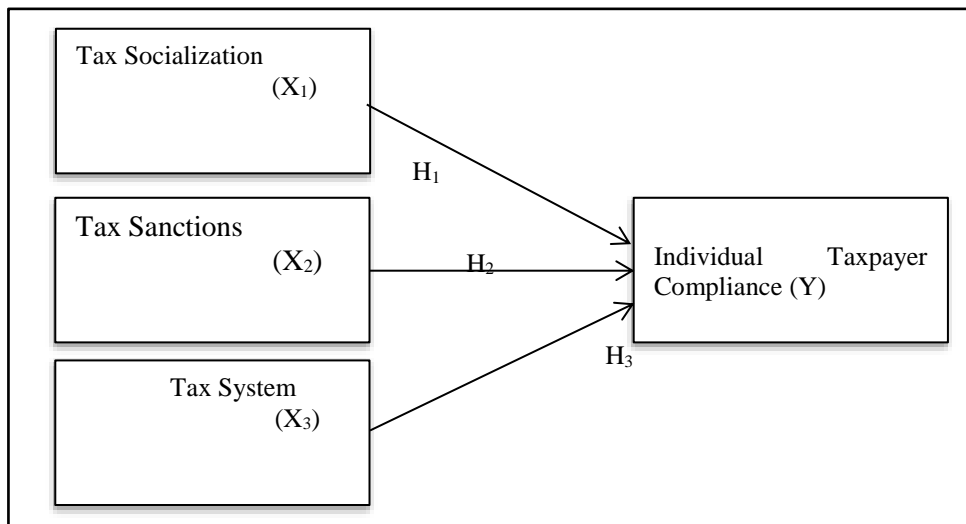 Tax Socialization
(X₁)
H₁
Tax Sanctions
(X₂)
H₂
Individual Taxpayer
Compliance (Y)
H₃
Tax System
(X₃)